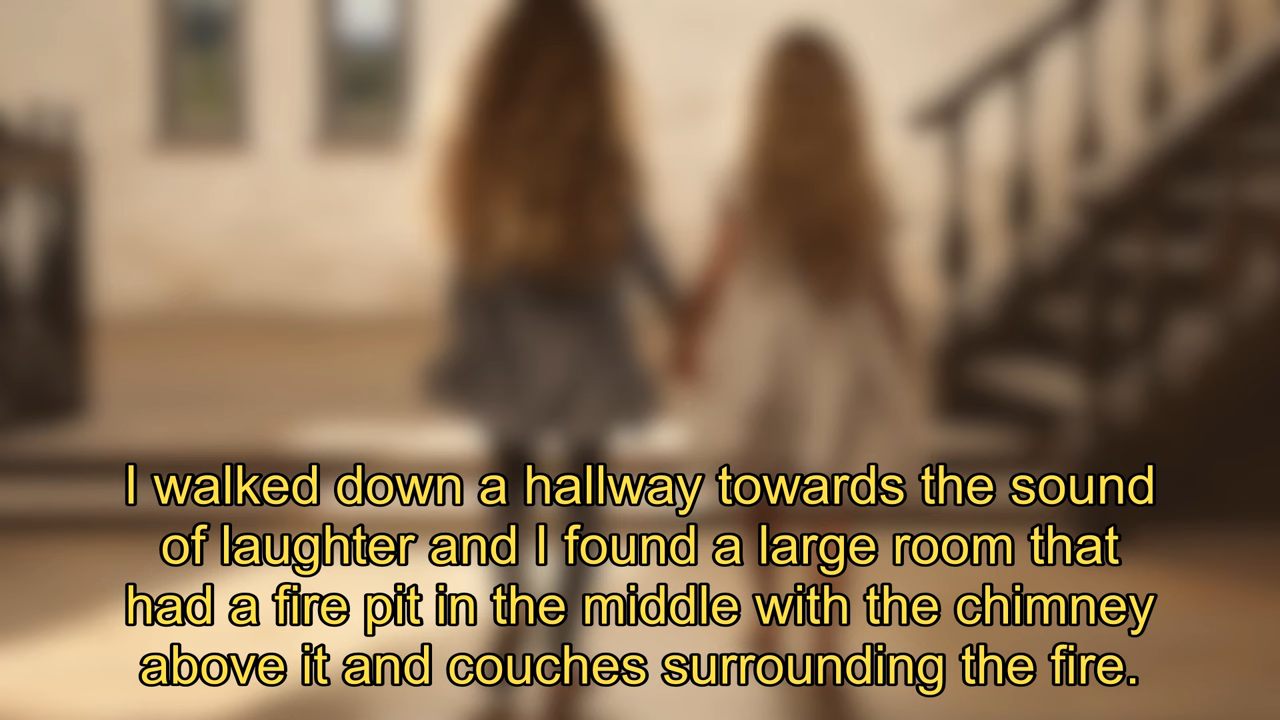 I walked down a hallway towards the sound
of laughter and I found a large room that
had a fire pit in the middle with the chimney
above it and couches surrounding the fire.